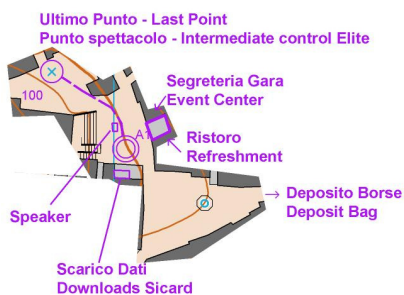 Ultimo Punto - Last Point
Punto spettacolo - Intermediate control Elite
Segreteria Gara
Event Center
100
A1
Ristoro
Refreshment
Deposito Borse
Deposit Bag
Speaker
Scarico Dati
Downloads Sicard